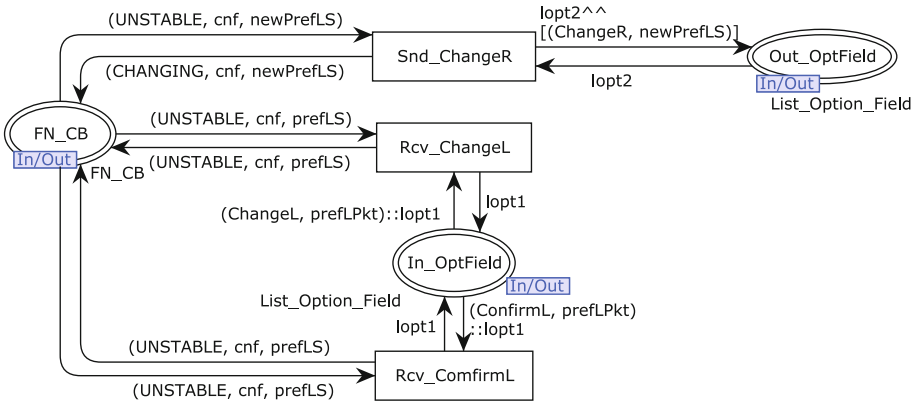 (UNSTABLE, cnf, newPrefLS)
lopt2^^
[(ChangeR, newPrefLS)]
Snd_ChangeR
Out_OptField
(CHANGING, cnf, newPrefLS)
lopt2
In/Out
List_Option_Field
(UNSTABLE, cnf, prefLS)
FN_CB
Rcv_ChangeL
In/Out
(UNSTABLE, cnf, prefLS)
FN_CB
(ChangeL, prefLPkt)::lopt1
lopt1
In_OptField
In/Out
List_Option_Field
(ConfirmL, prefLPkt)
::lopt1
lopt1
(UNSTABLE, cnf, prefLS)
Rcv_ComfirmL
(UNSTABLE, cnf, prefLS)